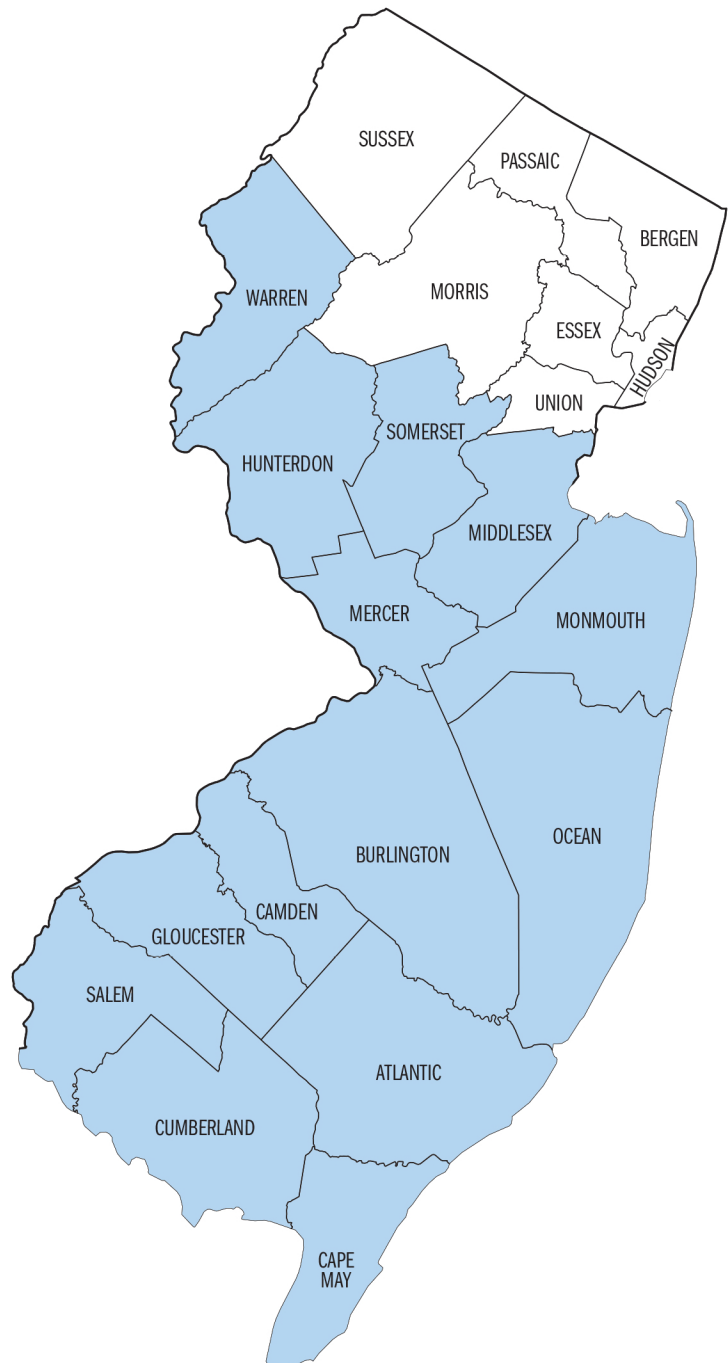 SUSSEX
PASSAIC
BERGEN
WARREN
MORRIS
ESSEX
HUDSON
UNION
SOMERSET
HUNTERDON
MIDDLESEX
MERCER
MONMOUTH
OCEAN
BURLINGTON
CAMDEN
GLOUCESTER
SALEM
ATLANTIC
CUMBERLAND
CAPE
MAY